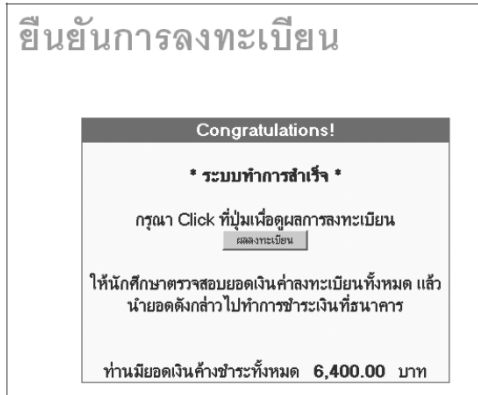 ยืนยันการลงทะเบียน
Congratulations!
* ระบบทำการสำเร็จ *
กรุณา Click ที่ปุ่มเพื่อดูผลการลงทะเบียน
ผลลงทะเบียน
ให้นักศึกษาตรวจสอบยอดเงินค่าลงทะเบียนทั้งหมด แล้ว
นำยอดดังกล่าวไปทำการชำระเงินที่ธนาคาร
ท่านมียอดเงินค้างชำระทั้งหมด 6,400.00 บาท